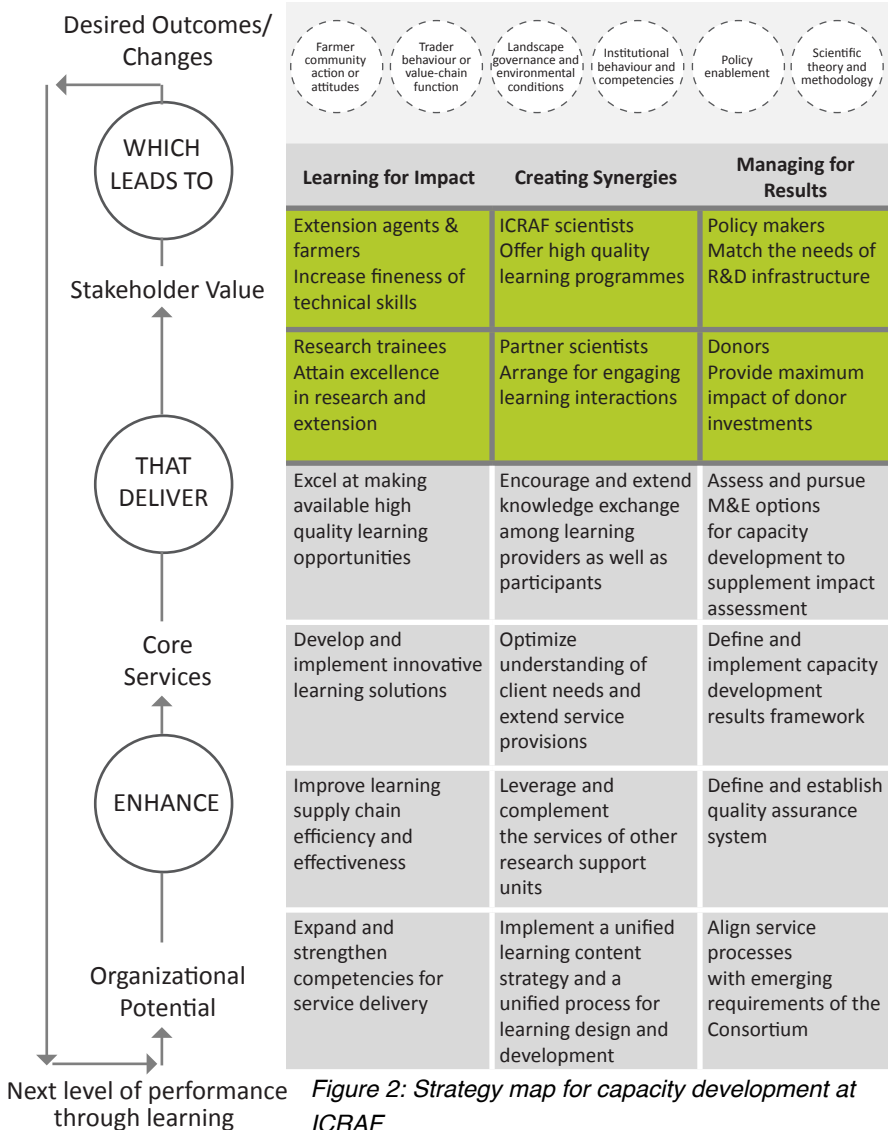 Desired Outcomes/
Changes
Farmer
community
action or
attitudes
Trader
behaviour or
value-chain
function
Landscape
governance and
environmental
conditions
Institutional
behaviour and
competencies
Policy
enablement
Scientific
theory and
methodology
WHICH
LEADS TO
Stakeholder Value
THAT
DELIVER
Core
Services
ENHANCE
Organizational
Potential
Next level of performance
through learning
Learning for Impact
Creating Synergies
Managing for
Results
Extension agents &
farmers
Increase fineness of
technical skills
ICRAF scientists
Offer high quality
learning programmes
Policy makers
Match the needs of
R&D infrastructure
Research trainees
Attain excellence
in research and
extension
Partner scientists
Arrange for engaging
learning interactions
Donors
Provide maximum
impact of donor
investments
Excel at making
available high
quality learning
opportunities
Encourage and extend
knowledge exchange
among learning
providers as well as
participants
Assess and pursue
M&E options
for capacity
development to
supplement impact
assessment
Develop and
implement innovative
learning solutions
Optimize
understanding of
client needs and
extend service
provisions
Define and
implement capacity
development
results framework
Improve learning
supply chain
efficiency and
effectiveness
Leverage and
complement
the services of other
research support
units
Define and establish
quality assurance
system
Expand and
strengthen
competencies for
service delivery
Implement a unified
learning content
strategy and a
unified process for
learning design and
development
Align service
processes
with emerging
requirements of the
Consortium
Figure 2: Strategy map for capacity development at
ICRAF